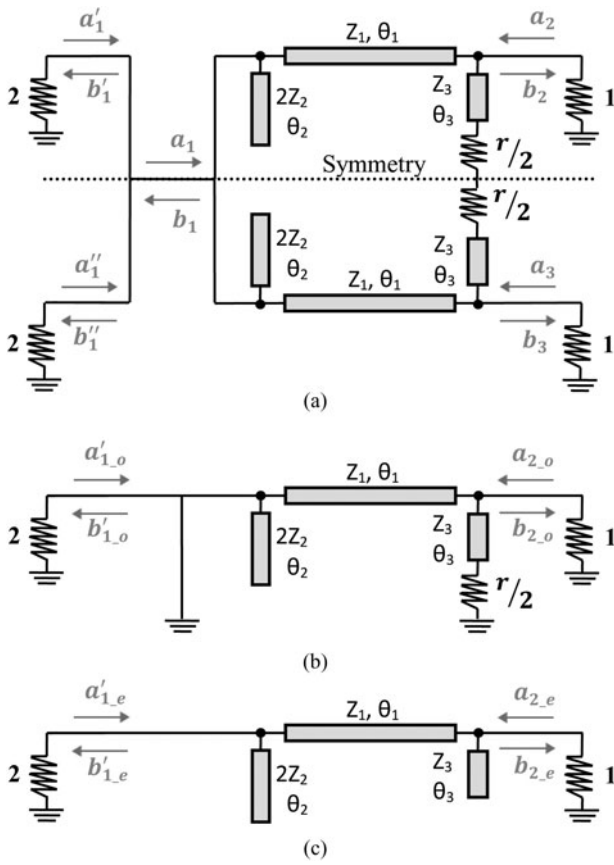 a′₁ Z₁, θ₁ a₂
2 b′₁ 2Z₂ θ₂ Z₃ θ₃ b₂ 1
a₁ r/2
Symmetry
b₁ r/2
a″₁ 2Z₂ θ₂ Z₃ θ₃ a₃
2 b″₁ Z₁, θ₁ b₃ 1
(a)
a′₁_ₒ Z₁, θ₁ a₂_ₒ
2 b′₁_ₒ 2Z₂ θ₂ Z₃ θ₃ b₂_ₒ 1
r/2
(b)
a′₁_ₑ Z₁, θ₁ a₂_ₑ
2 b′₁_ₑ 2Z₂ θ₂ Z₃ θ₃ b₂_ₑ 1
(c)